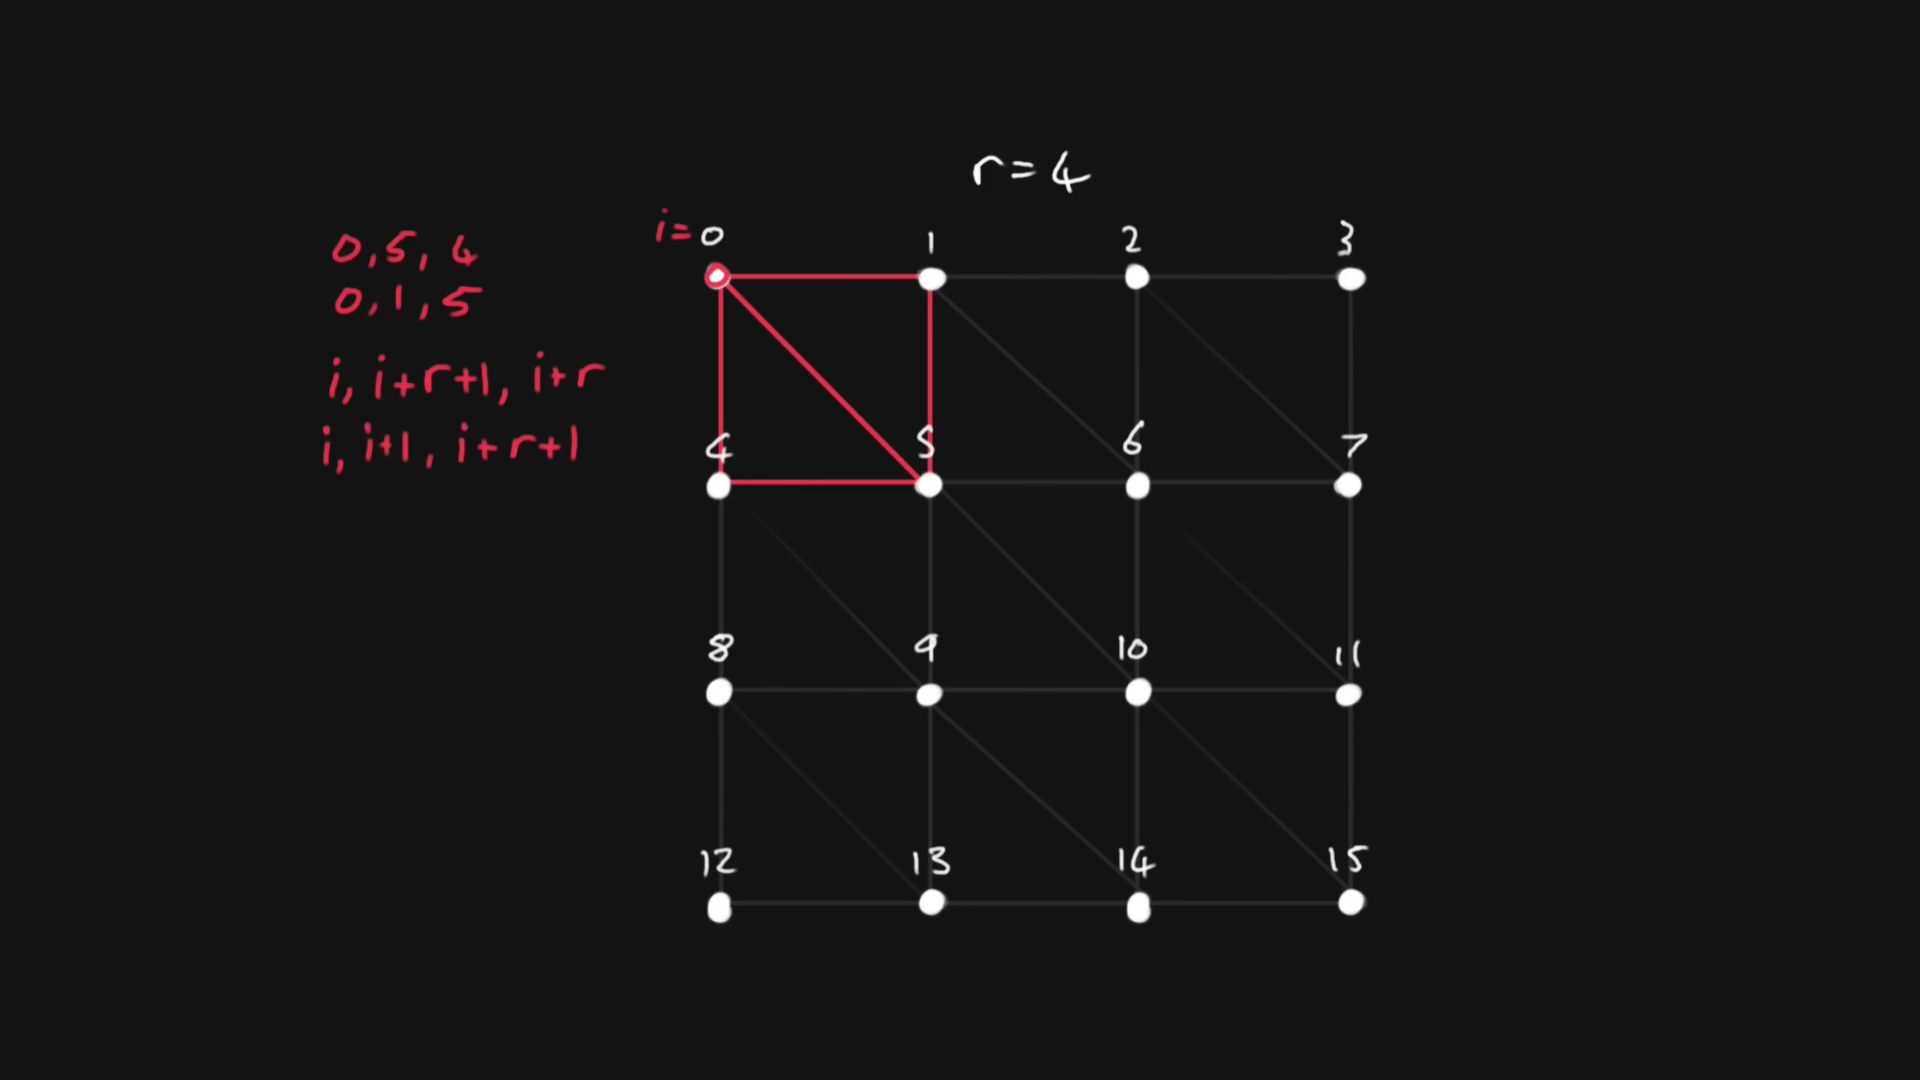 r=4
0,5,4
0,1,5
i, i+r+1, i+r
i, i+1, i+r+1
i= 0 1 2 3
4 5 6 7
8 9 10 11
12 13 14 15